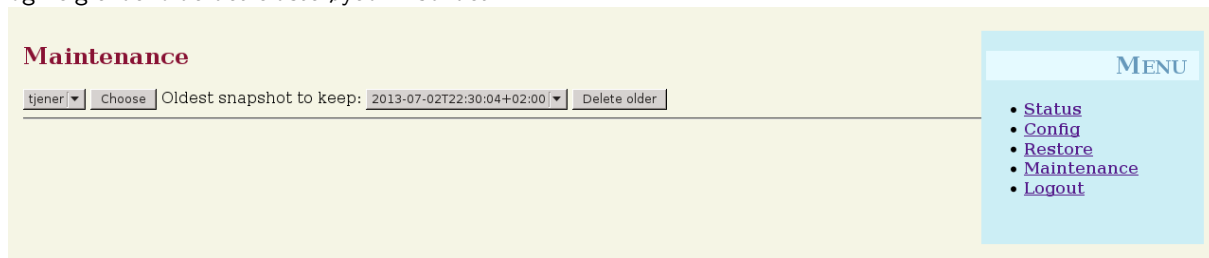 Maintenance
tjener Choose Oldest snapshot to keep: 2013-07-02T22:30:04+02:00 Delete older
MENU
Status
Config
Restore
Maintenance
Logout